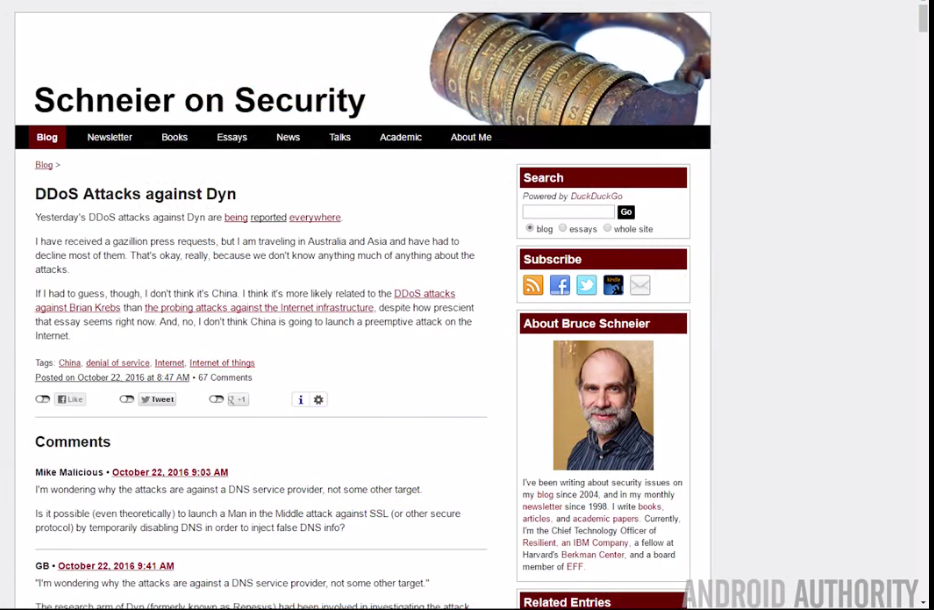 Schneier on Security
Blog Newsletter Books Essays News Talks Academic About Me
Blog >
DDoS Attacks against Dyn
Yesterday's DDoS attacks against Dyn are being reported everywhere.
I have received a gazillion press requests, but I am traveling in Australia and Asia and have had to
decline most of them. That's okay, really, because we don't know anything much of anything about the
attacks.
If I had to guess, though, I don't think it's China. I think it's more likely related to the DDoS attacks
against Brian Krebs than the probing attacks against the Internet infrastructure, despite how prescient
that essay seems right now. And, no, I don't think China is going to launch a preemptive attack on the
Internet.
Tags: China, denial of service, Internet, Internet of things
Posted on October 22, 2016 at 8:47 AM • 67 Comments
Like Tweet +1 i
Comments
Mike Malicious • October 22, 2016 9:03 AM
I'm wondering why the attacks are against a DNS service provider, not some other target.
Is it possible (even theoretically) to launch a Man in the Middle attack against SSL (or other secure
protocol) by temporarily disabling DNS in order to inject false DNS info?
GB • October 22, 2016 9:41 AM
"I'm wondering why the attacks are against a DNS service provider, not some other target."
The research arm of Dyn (formerly known as Renesys) had been involved in investigating the attack
Search
Powered by DuckDuckGo
Go
blog essays whole site
Subscribe
kindle
About Bruce Schneier
I've been writing about security issues on
my blog since 2004, and in my monthly
newsletter since 1998. I write books,
articles, and academic papers. Currently,
I'm the Chief Technology Officer of
Resilient, an IBM Company, a fellow at
Harvard's Berkman Center, and a board
member of EFF.
Related Entries
ANDROID AUTHORITY